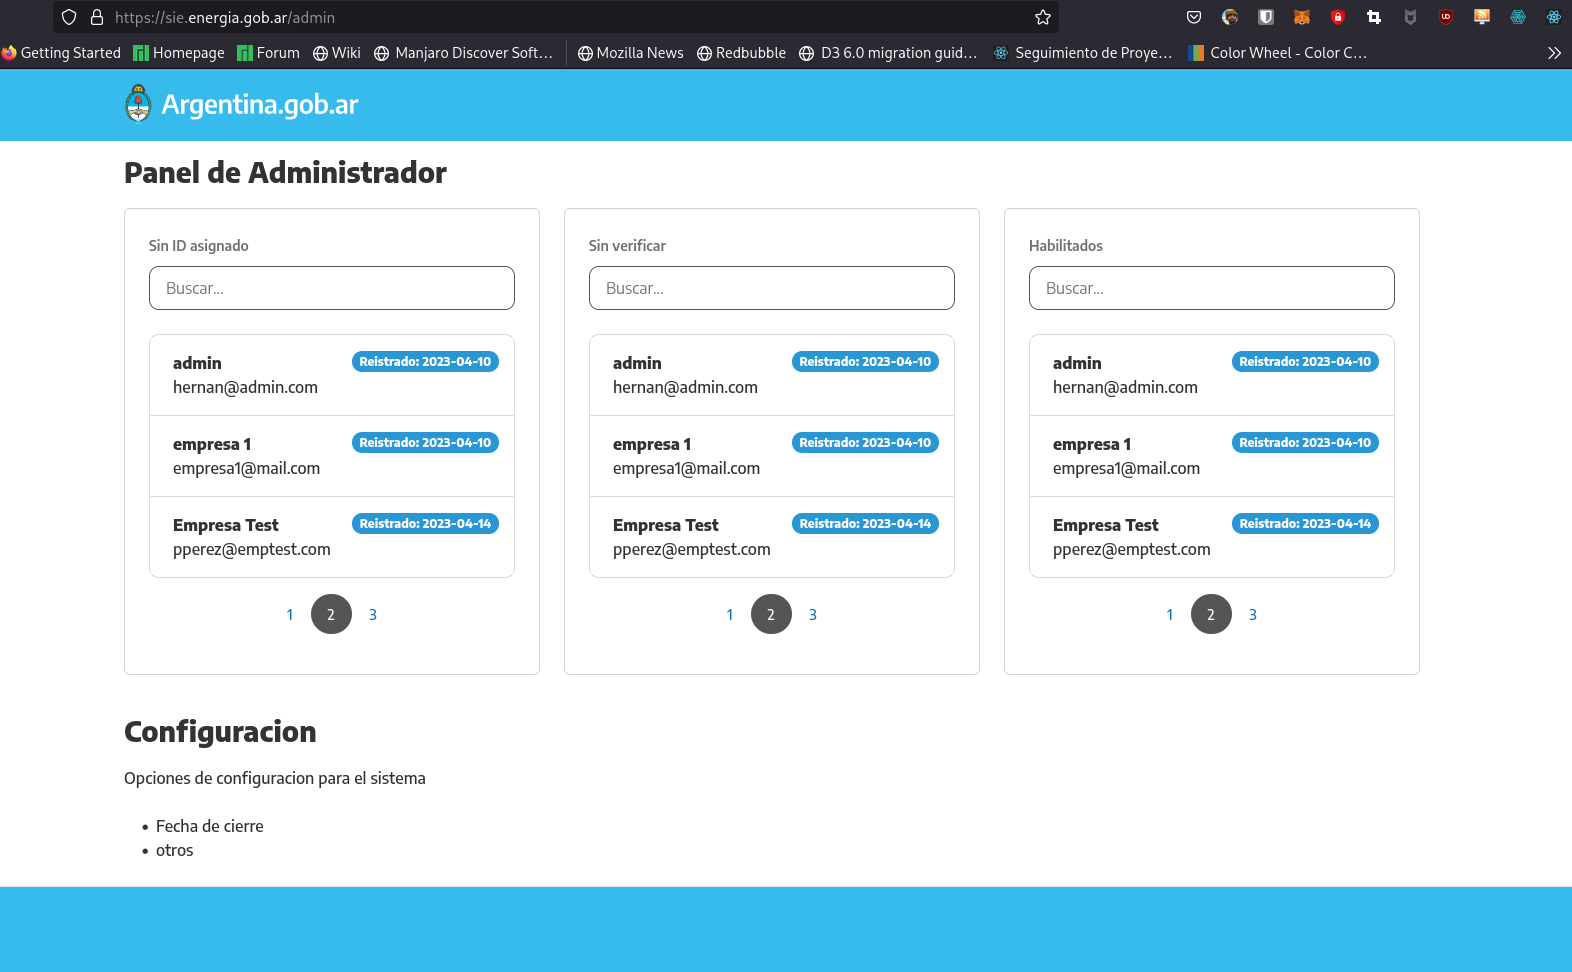 https://sie.energia.gob.ar/admin
Getting Started Homepage Forum Wiki Manjaro Discover Soft… Mozilla News Redbubble D3 6.0 migration guid… Seguimiento de Proye… Color Wheel - Color C…
Argentina.gob.ar
Panel de Administrador
Sin ID asignado
Buscar...
admin Reistrado: 2023-04-10
hernan@admin.com
empresa 1 Reistrado: 2023-04-10
empresa1@mail.com
Empresa Test Reistrado: 2023-04-14
pperez@emptest.com
1 2 3
Sin verificar
Buscar...
admin Reistrado: 2023-04-10
hernan@admin.com
empresa 1 Reistrado: 2023-04-10
empresa1@mail.com
Empresa Test Reistrado: 2023-04-14
pperez@emptest.com
1 2 3
Habilitados
Buscar...
admin Reistrado: 2023-04-10
hernan@admin.com
empresa 1 Reistrado: 2023-04-10
empresa1@mail.com
Empresa Test Reistrado: 2023-04-14
pperez@emptest.com
1 2 3
Configuracion
Opciones de configuracion para el sistema
• Fecha de cierre
• otros